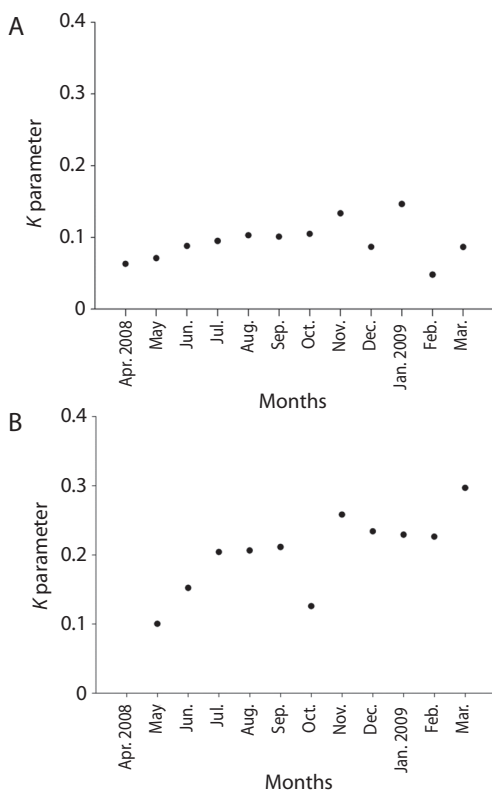 A
0.4
0.3
0.2
0.1
0
K parameter
Apr. 2008
May
Jun.
Jul.
Aug.
Sep.
Oct.
Nov.
Dec.
Jan. 2009
Feb.
Mar.
Months
B
0.4
0.3
0.2
0.1
0
K parameter
Apr. 2008
May
Jun.
Jul.
Aug.
Sep.
Oct.
Nov.
Dec.
Jan. 2009
Feb.
Mar.
Months